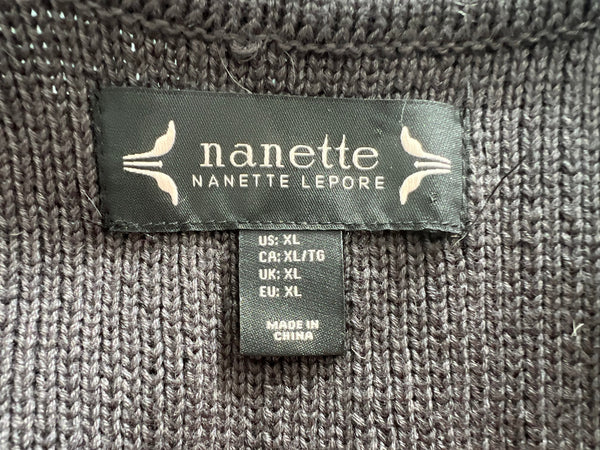 nanette
NANETTE LEPORE
US: XL
CA: XL/TG
UK: XL
EU: XL
MADE IN
CHINA